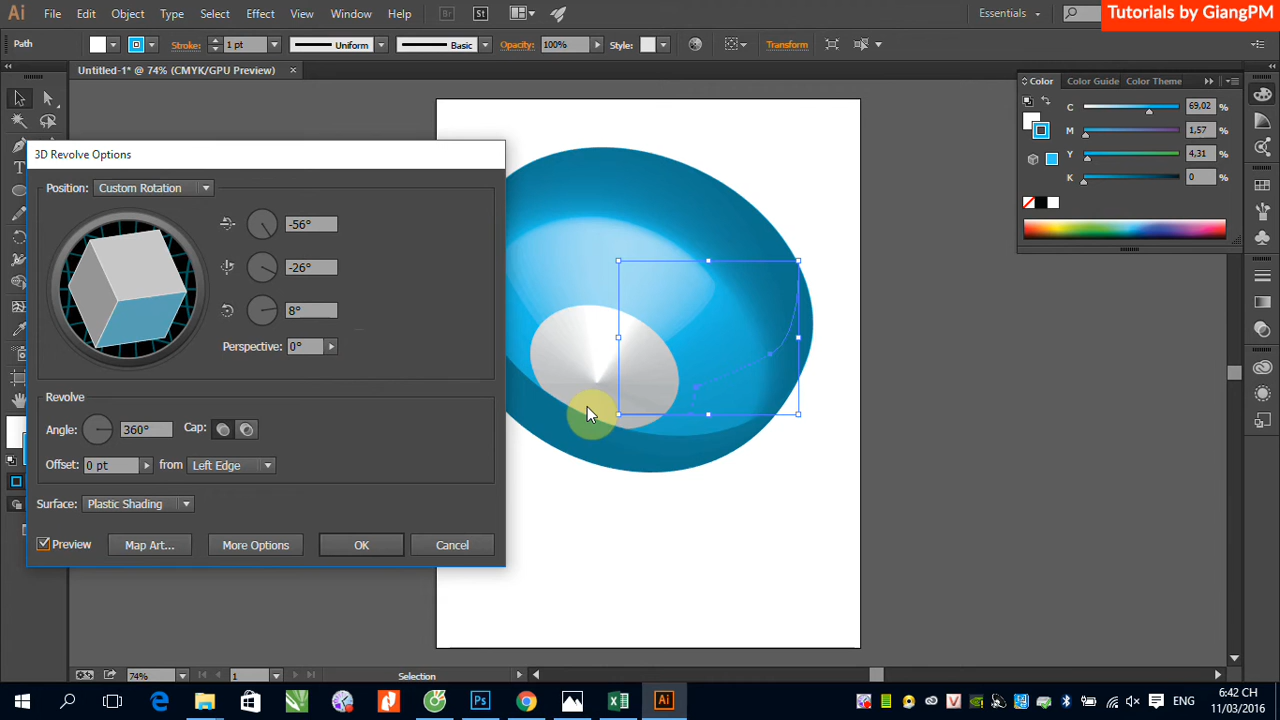 Ai File Edit Object Type Select Effect View Window Help Br St Essentials
Tutorials by GiangPM
Path Stroke: 1 pt Uniform Basic Opacity: 100% Style: Transform
Untitled-1* @ 74% (CMYK/GPU Preview)
Color Color Guide Color Theme
C 69,02 %
M 1,57 %
Y 4,31 %
K 0 %
3D Revolve Options
Position: Custom Rotation
-56°
-26°
8°
Perspective: 0°
Revolve
Angle: 360° Cap:
Offset: 0 pt from Left Edge
Surface: Plastic Shading
Preview Map Art... More Options OK Cancel
74% 1 Selection
Ps Ai V ENG
6:42 CH
11/03/2016